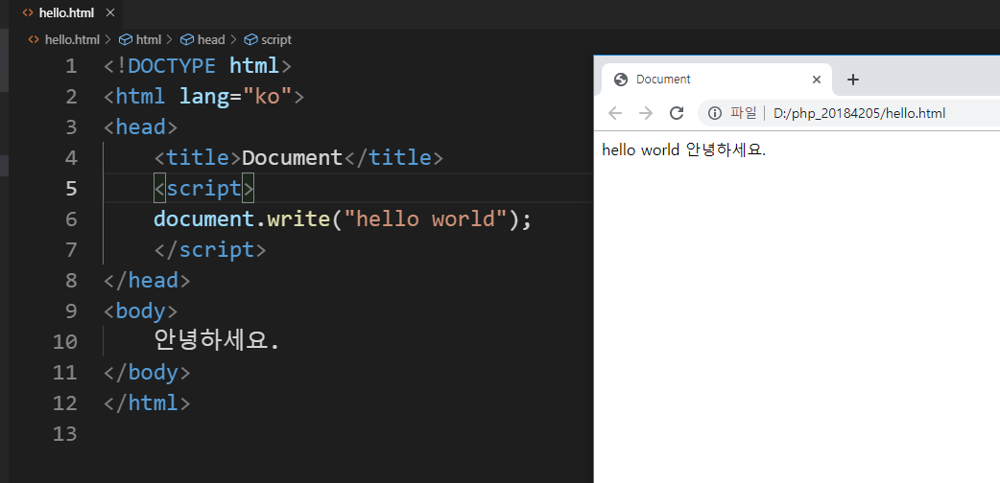 hello.html
hello.html > html > head > script
1 <!DOCTYPE html>
2 <html lang="ko">
3 <head>
4 <title>Document</title>
5 <script>
6 document.write("hello world");
7 </script>
8 </head>
9 <body>
10 안녕하세요.
11 </body>
12 </html>
13
Document
파일 | D:/php_20184205/hello.html
hello world 안녕하세요.